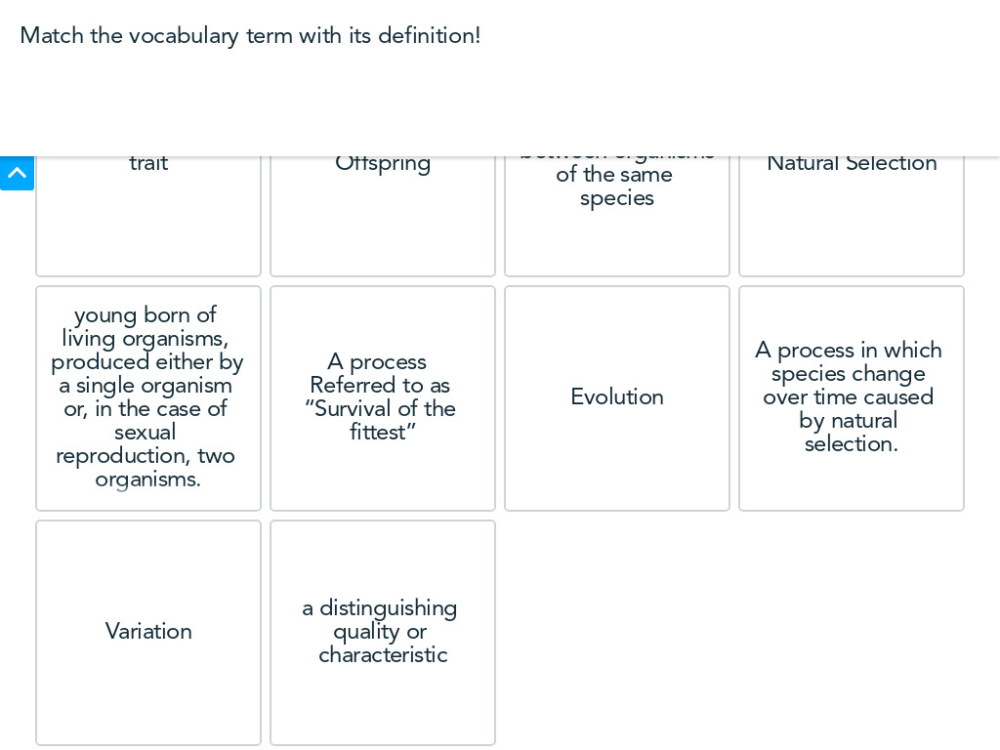 Match the vocabulary term with its definition!
trait
Offspring
between organisms
of the same
species
Natural Selection
young born of
living organisms,
produced either by
a single organism
or, in the case of
sexual
reproduction, two
organisms.
A process
Referred to as
“Survival of the
fittest”
Evolution
A process in which
species change
over time caused
by natural
selection.
Variation
a distinguishing
quality or
characteristic